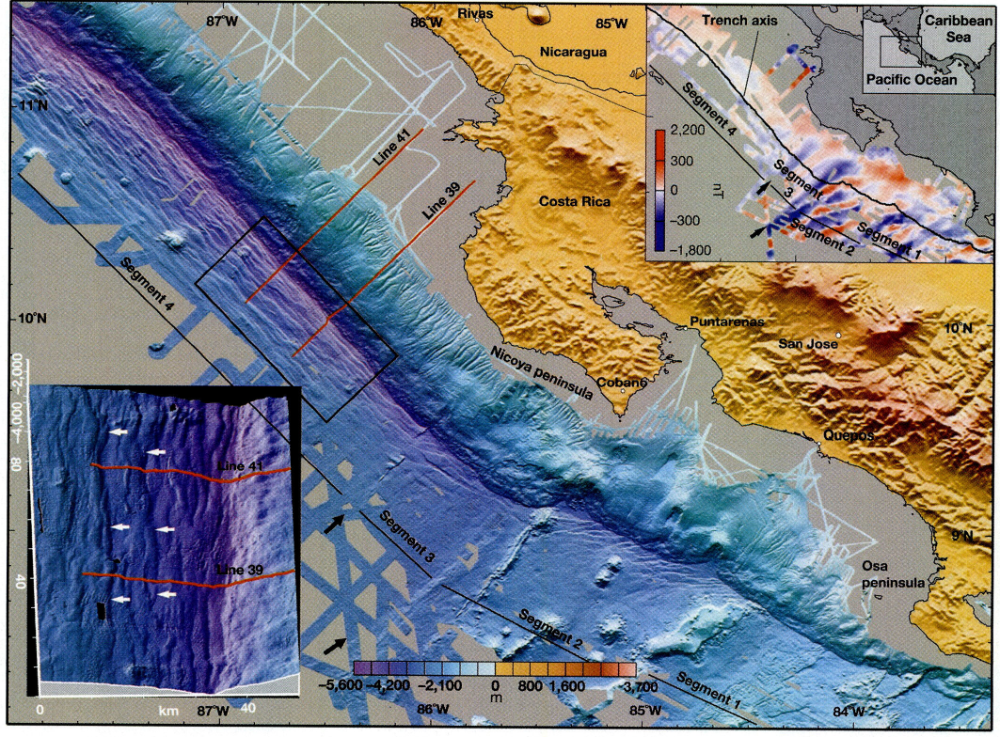 87°W
86°W
Rivas
85°W
Nicaragua
Trench axis
Caribbean
Sea
Pacific Ocean
11°N
Line 41
Line 39
Costa Rica
Segment 4
2,200
300
0
−300
−1,800
nT
Segment
3
Segment 2
Segment 1
Segment 4
10°N
Puntarenas
San Jose
10°N
Nicoya peninsula
Cobane
Quepos
−2,000
−4,000
80
40
Line 41
Line 39
0
km
40
Segment 3
9°N
Osa
peninsula
Segment 2
Segment 1
−5,600
−4,200
−2,100
0
800
1,600
3,700
m
87°W
86°W
85°W
84°W